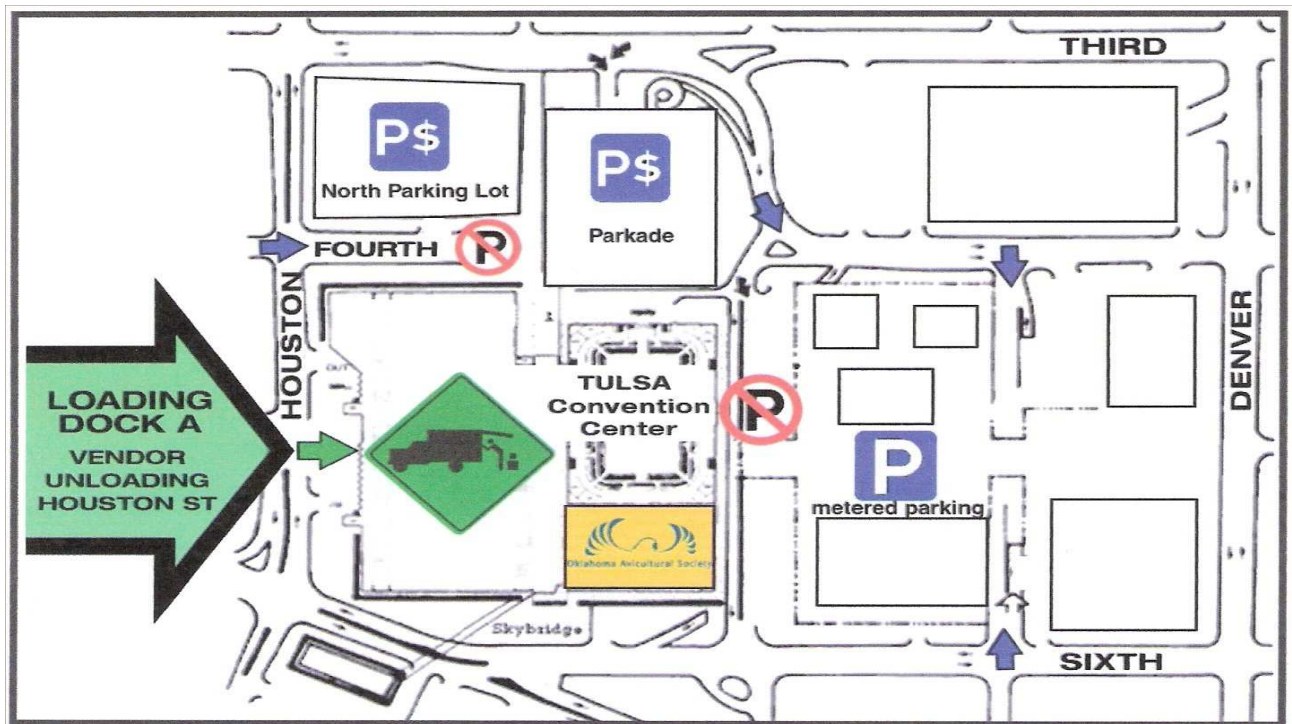 THIRD
P$
North Parking Lot
P$
Parkade
FOURTH
P
HOUSTON
DENVER
OUT
LOADING
DOCK A
VENDOR
UNLOADING
HOUSTON ST
TULSA
Convention
Center
P
P
metered parking
Oklahoma Avicultural Society
Skybridge
SIXTH